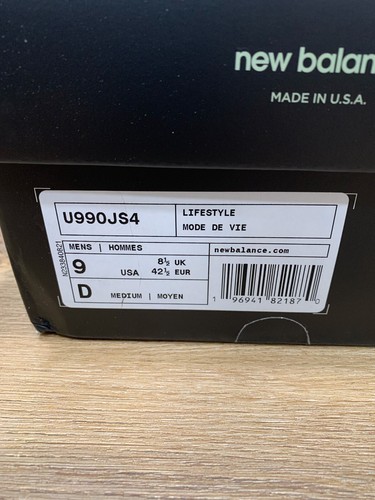 new balan
MADE IN U.S.A.
U990JS4
LIFESTYLE
MODE DE VIE
MENS | HOMMES
newbalance.com
9
USA
8½ UK
42½ EUR
D
MEDIUM | MOYEN
1 96941 82187 0